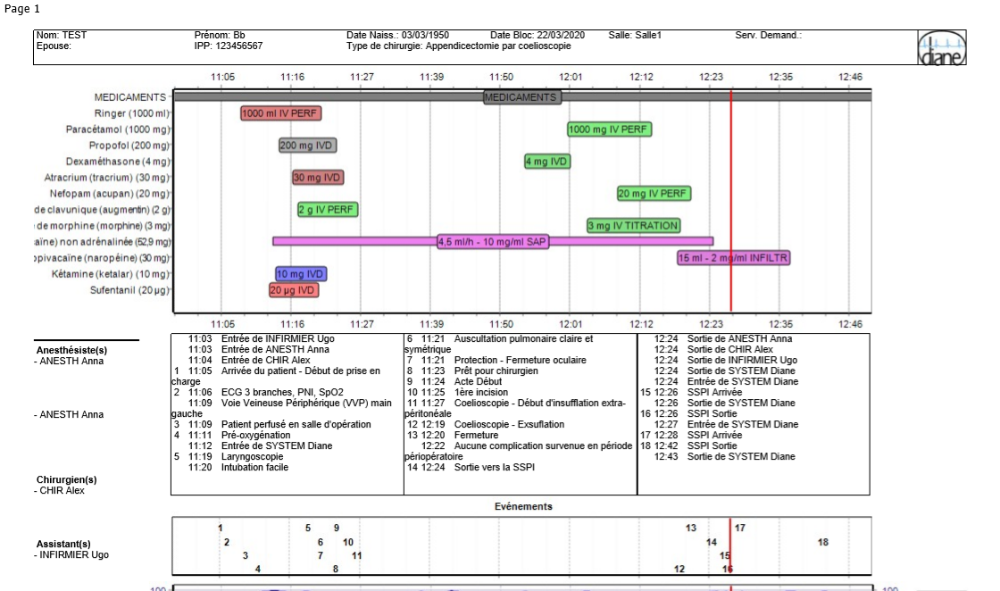 Page 1
Nom: TEST Prénom: Bb Date Naiss.: 03/03/1950 Date Bloc: 22/03/2020 Salle: Salle1 Serv. Demand.:
Epouse: IPP: 123456567 Type de chirurgie: Appendicectomie par coelioscopie
diane
11:05 11:16 11:27 11:39 11:50 12:01 12:12 12:23 12:35 12:46
MEDICAMENTS MEDICAMENTS
Ringer (1000 ml) 1000 ml IV PERF
Paracétamol (1000 mg) 1000 mg IV PERF
Propofol (200 mg) 200 mg IVD
Dexaméthasone (4 mg) 4 mg IVD
Atracrium (tracrium) (30 mg) 30 mg IVD
Nefopam (acupan) (20 mg) 20 mg IV PERF
de clavunique (augmentin) (2 g) 2 g IV PERF
de morphine (morphine) (3 mg) 3 mg IV TITRATION
aïne) non adrénalinée (52,9 mg) 4,5 ml/h - 10 mg/ml SAP
opivacaïne (naropéine) (30 mg) 15 ml - 2 mg/ml INFILTR
Kétamine (ketalar) (10 mg) 10 mg IVD
Sufentanil (20 µg) 20 µg IVD
11:05 11:16 11:27 11:39 11:50 12:01 12:12 12:23 12:35 12:46
Anesthésiste(s)
- ANESTH Anna
- ANESTH Anna
Chirurgien(s)
- CHIR Alex
Assistant(s)
- INFIRMIER Ugo
11:03 Entrée de INFIRMIER Ugo
11:03 Entrée de ANESTH Anna
11:04 Entrée de CHIR Alex
1 11:05 Arrivée du patient - Début de prise en
charge
2 11:06 ECG 3 branches, PNI, SpO2
11:09 Voie Veineuse Périphérique (VVP) main
gauche
3 11:09 Patient perfusé en salle d'opération
4 11:11 Pré-oxygénation
11:12 Entrée de SYSTEM Diane
5 11:19 Laryngoscopie
11:20 Intubation facile
6 11:21 Auscultation pulmonaire claire et
symétrique
7 11:21 Protection - Fermeture oculaire
8 11:23 Prêt pour chirurgien
9 11:24 Acte Début
10 11:25 1ère incision
11 11:27 Coelioscopie - Début d'insufflation extra-
péritonéale
12 12:19 Coelioscopie - Exsuflation
13 12:20 Fermeture
12:22 Aucune complication survenue en période
périopératoire
14 12:24 Sortie vers la SSPI
12:24 Sortie de ANESTH Anna
12:24 Sortie de CHIR Alex
12:24 Sortie de INFIRMIER Ugo
12:24 Sortie de SYSTEM Diane
12:24 Entrée de SYSTEM Diane
15 12:26 SSPI Arrivée
12:26 Sortie de SYSTEM Diane
16 12:26 SSPI Sortie
12:27 Entrée de SYSTEM Diane
17 12:28 SSPI Arrivée
18 12:42 SSPI Sortie
12:43 Sortie de SYSTEM Diane
Evénements
1 5 9 13 17
2 6 10 14 18
3 7 11 15
4 8 12 16
100 100